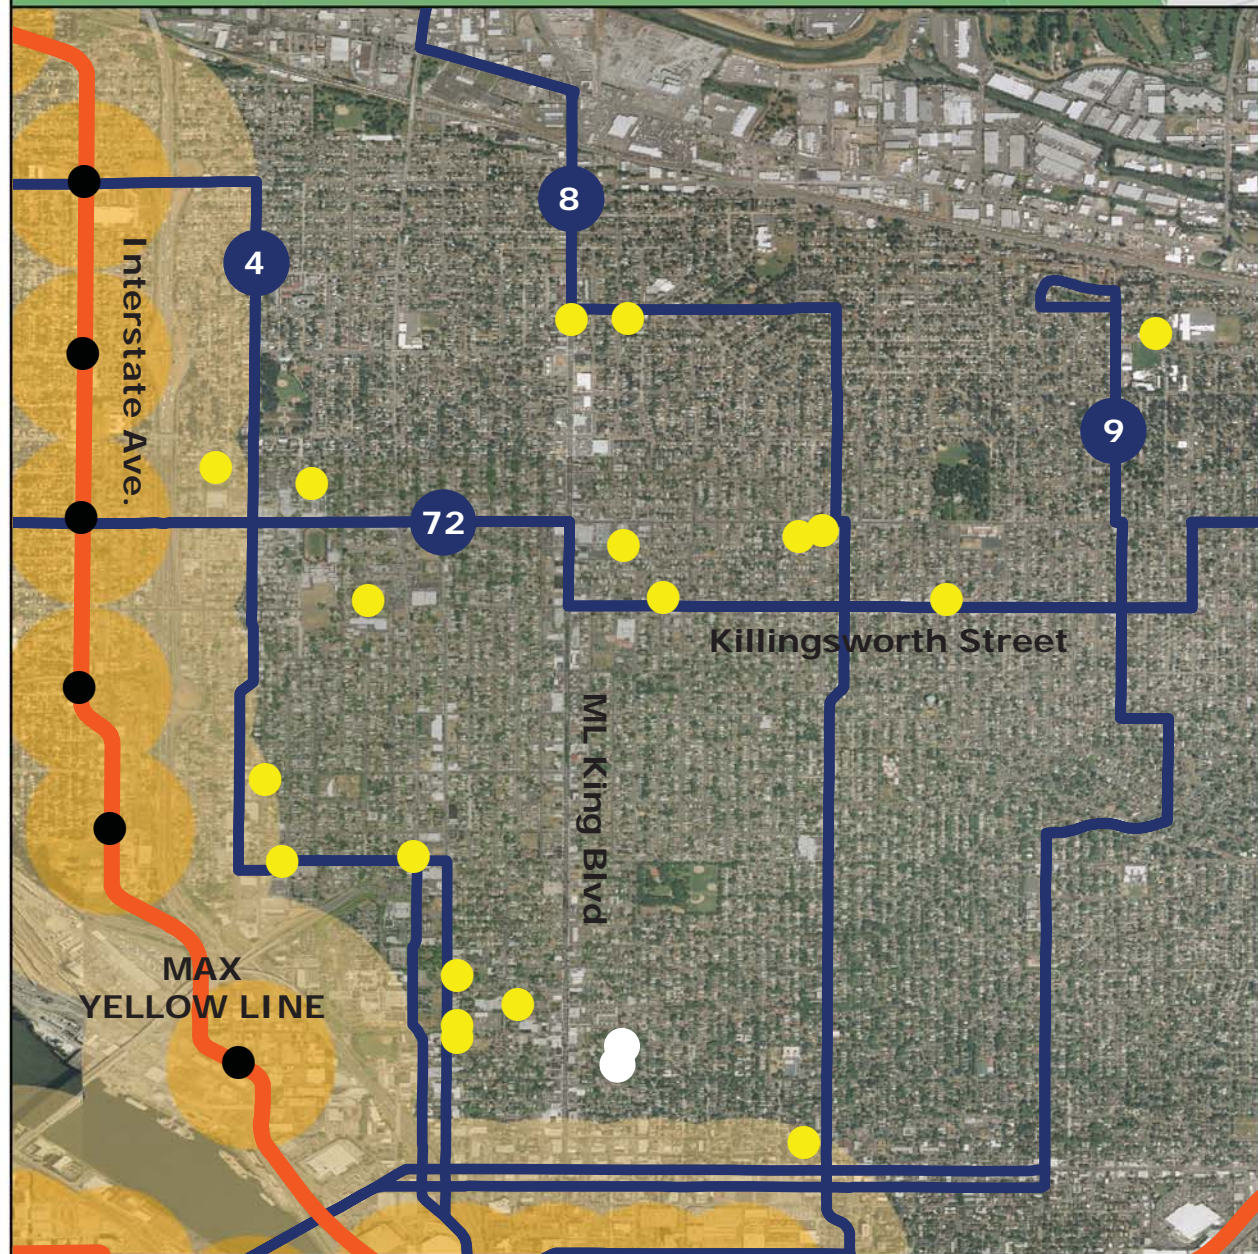 8
4
Interstate Ave.
9
72
Killingsworth Street
ML King Blvd
MAX
YELLOW LINE